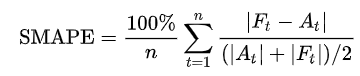 SMAPE = \frac{100\%}{n} \sum_{t=1}^{n} \frac{|F_t - A_t|}{(|A_t| + |F_t|)/2}